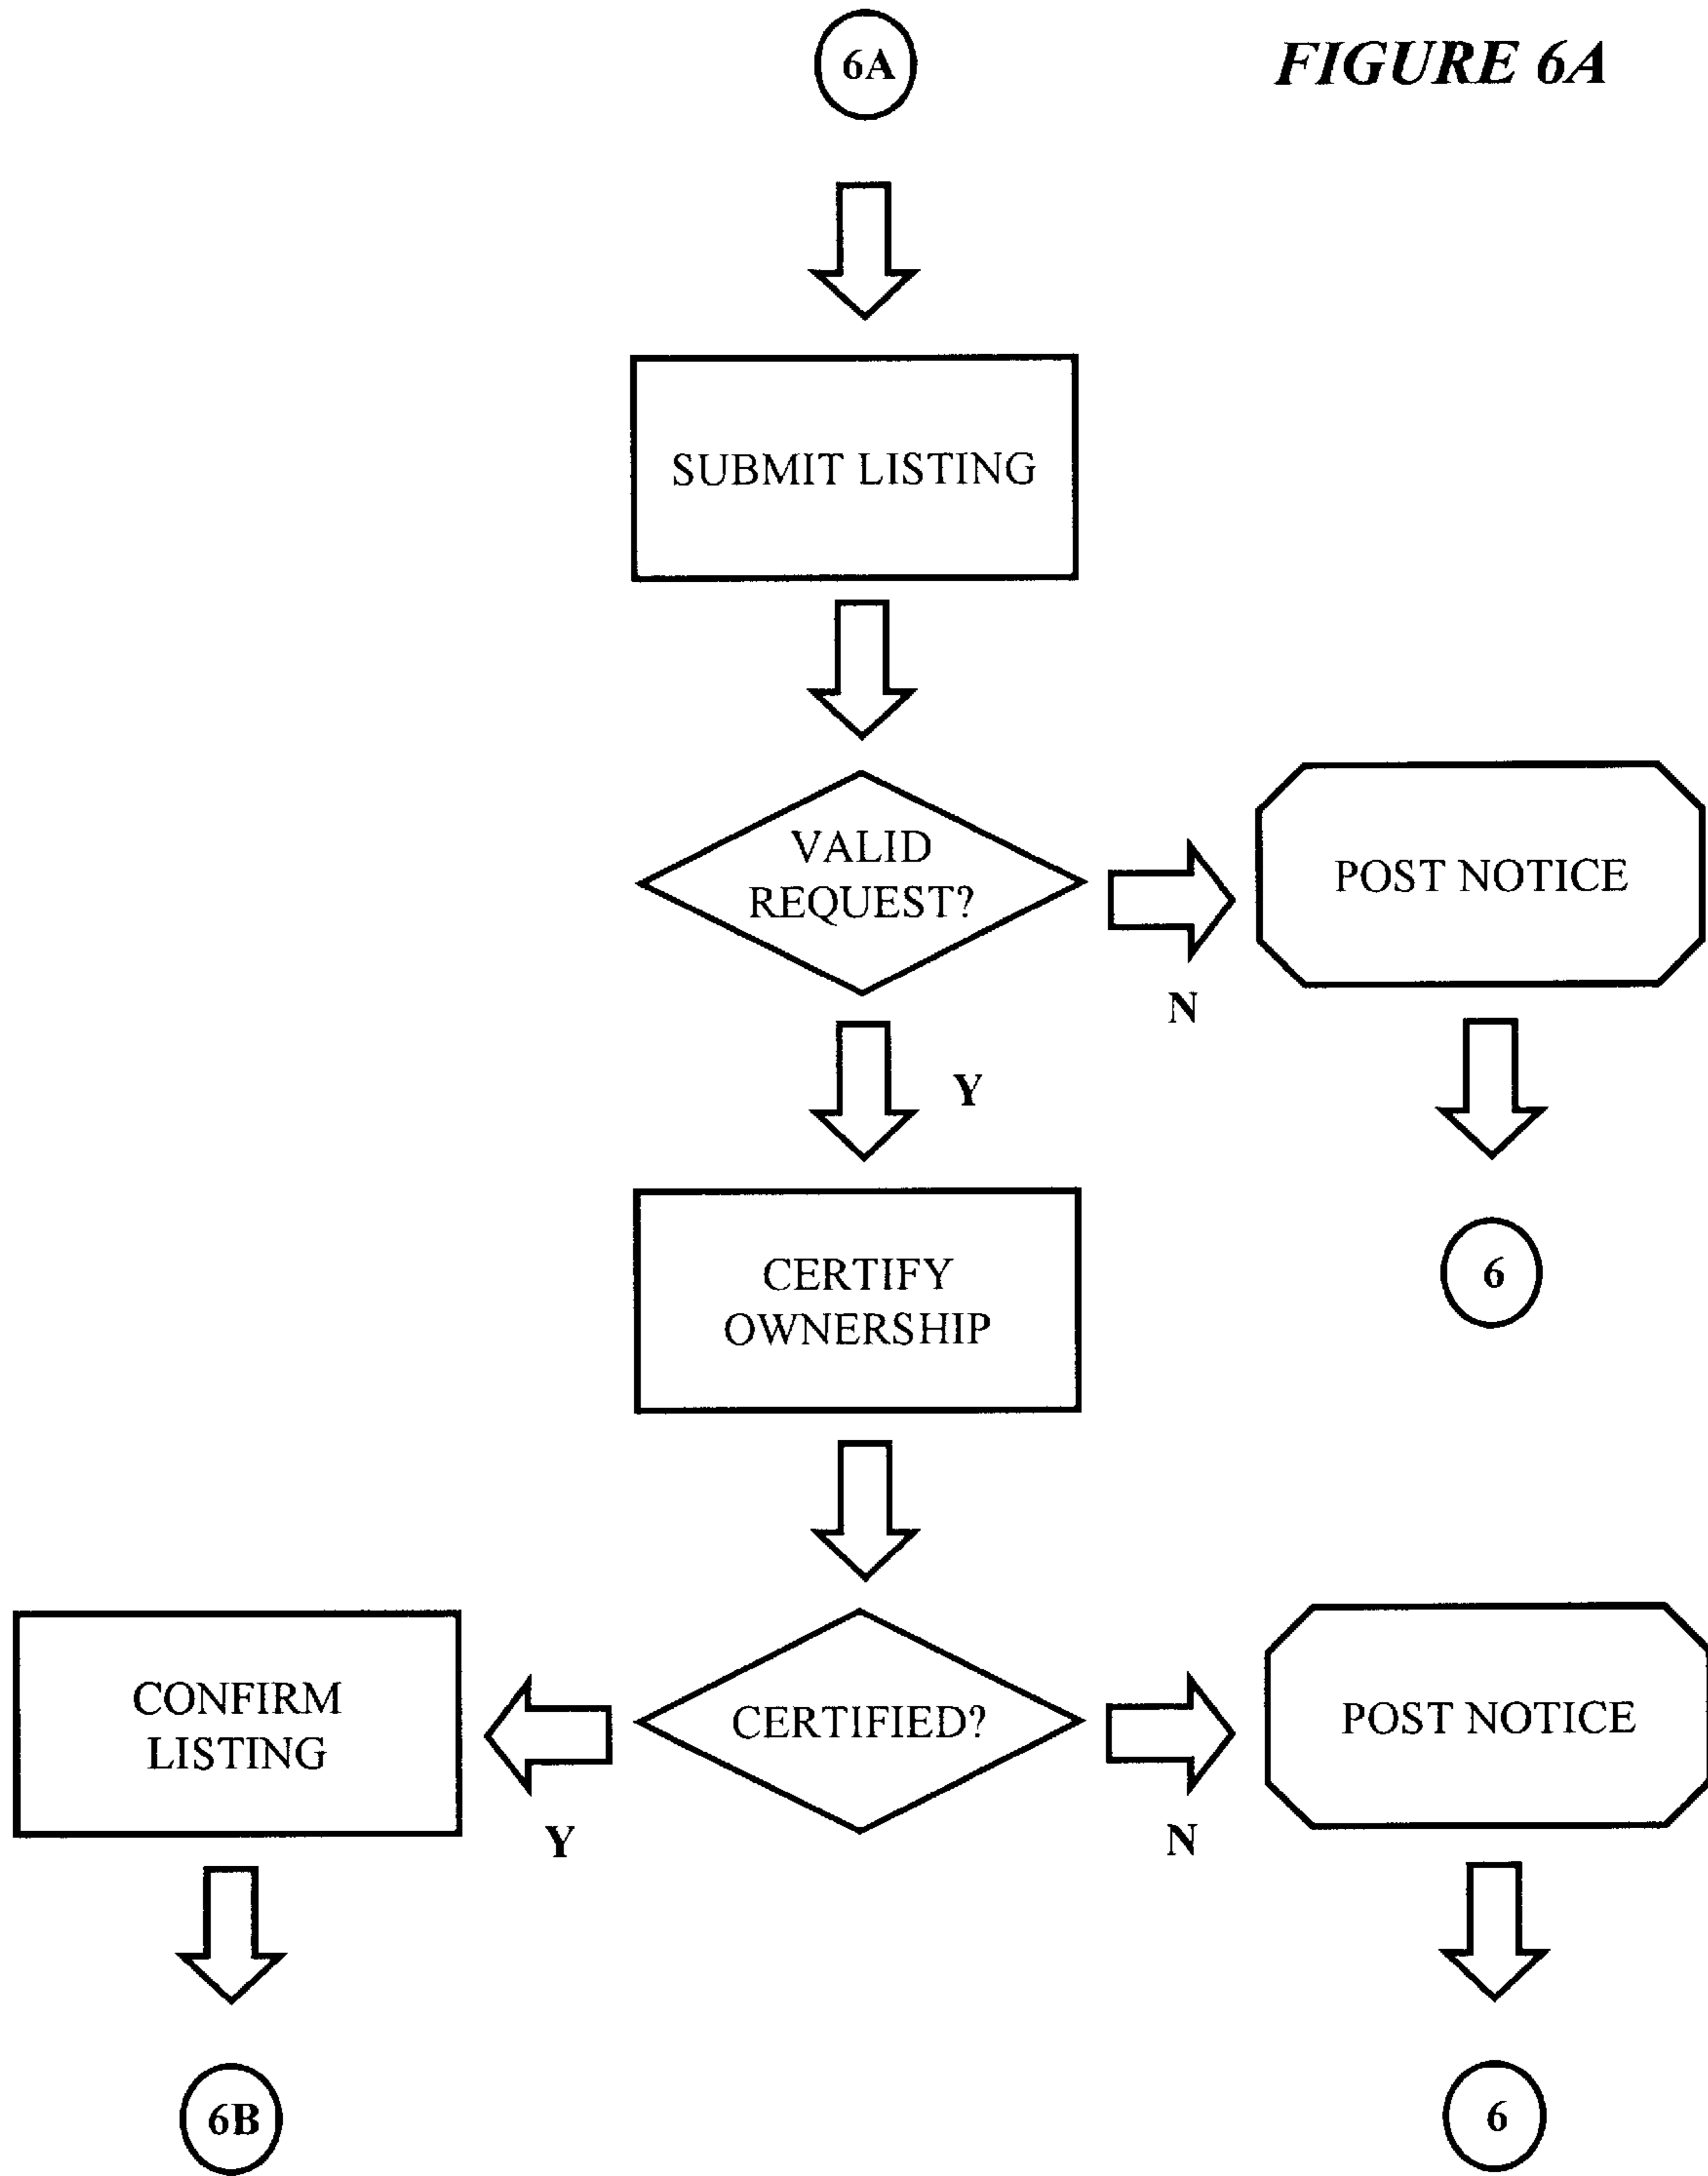 6A
FIGURE 6A
SUBMIT LISTING
VALID
REQUEST?
POST NOTICE
N
Y
CERTIFY
OWNERSHIP
6
CONFIRM
LISTING
CERTIFIED?
POST NOTICE
Y
N
6B
6